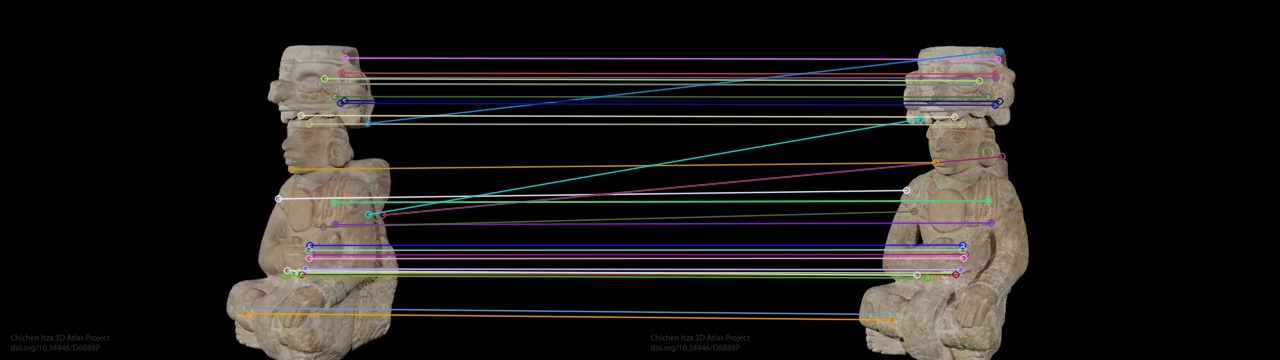 Chichen Itza 3D Atlas Project
doi.org/10.34946/D6B88P
Chichen Itza 3D Atlas Project
doi.org/10.34946/D6B88P